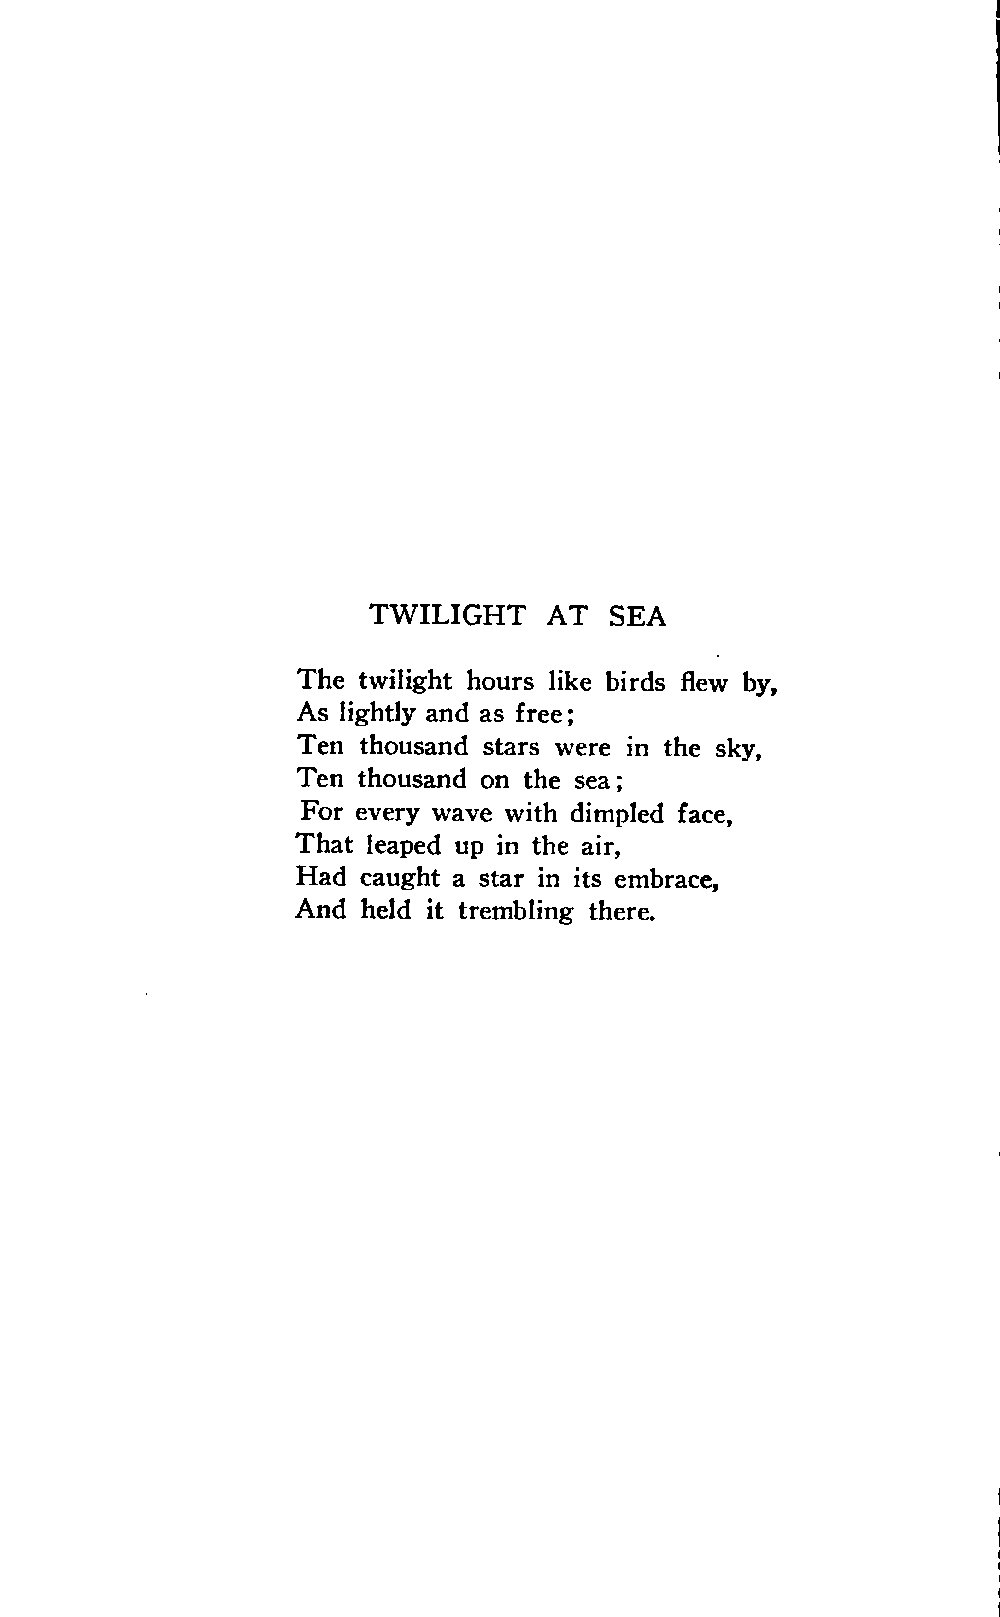 TWILIGHT AT SEA
The twilight hours like birds flew by,
As lightly and as free;
Ten thousand stars were in the sky,
Ten thousand on the sea;
For every wave with dimpled face,
That leaped up in the air,
Had caught a star in its embrace,
And held it trembling there.